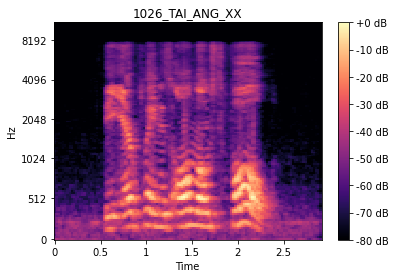 1026_TAI_ANG_XX
+0 dB
8192
-10 dB
4096
-20 dB
-30 dB
2048
Hz
-40 dB
1024
-50 dB
512
-60 dB
-70 dB
0
-80 dB
0 0.5 1 1.5 2 2.5
Time